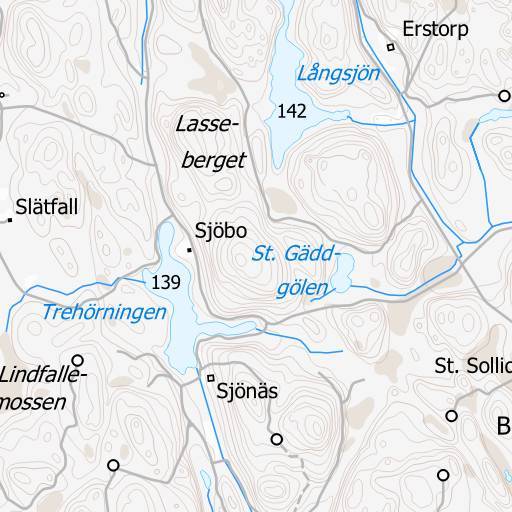 Erstorp
Långsjön
142
Lasse-
berget
Slätfall
Sjöbo
St. Gädd-
gölen
139
Trehörningen
Lindfalle-
mossen
St. Sollid
Sjönäs
B